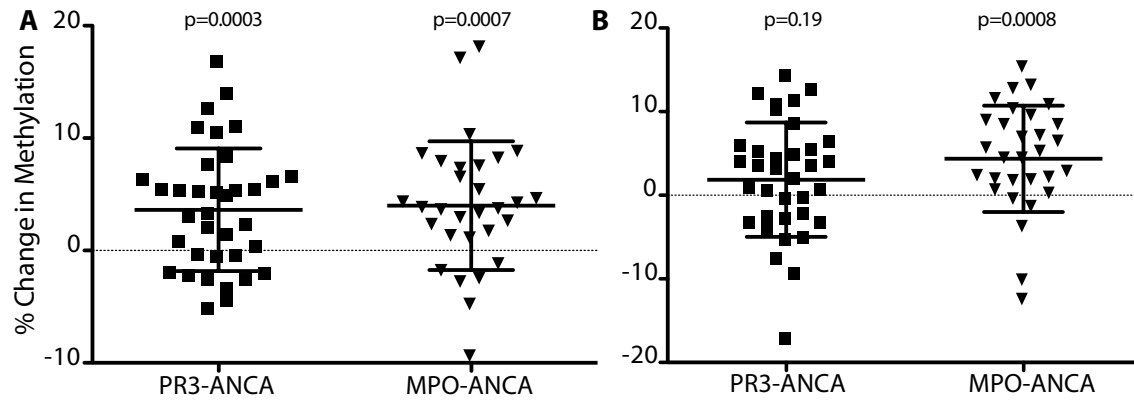 A
p=0.0003
p=0.0007
% Change in Methylation
20
10
0
-10
PR3-ANCA
MPO-ANCA
B
p=0.19
p=0.0008
20
10
0
-10
-20
PR3-ANCA
MPO-ANCA